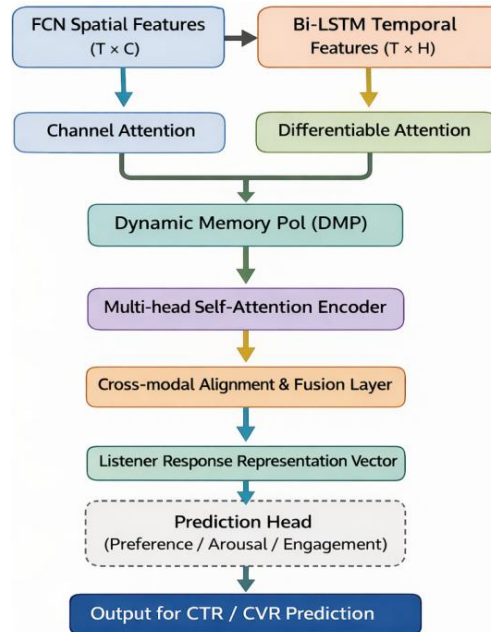 FCN Spatial Features
(T × C)
Bi-LSTM Temporal
Features (T × H)
Channel Attention
Differentiable Attention
Dynamic Memory Pol (DMP)
Multi-head Self-Attention Encoder
Cross-modal Alignment & Fusion Layer
Listener Response Representation Vector
Prediction Head
(Preference / Arousal / Engagement)
Output for CTR / CVR Prediction